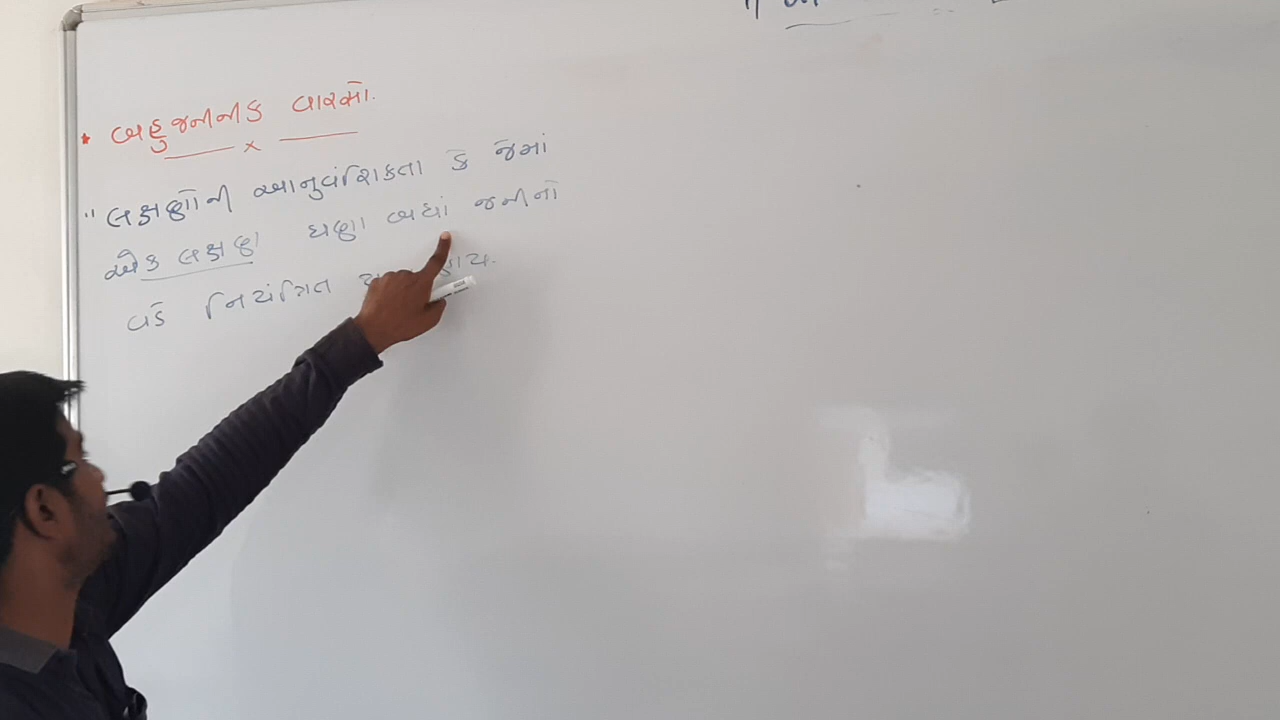 * બહુજનીનીક વારસો.
"લક્ષણોની આનુવંશિકતા કે જેમાં
એક લક્ષણ ઘણા બધાં જનીનો
વડે નિયંત્રિત